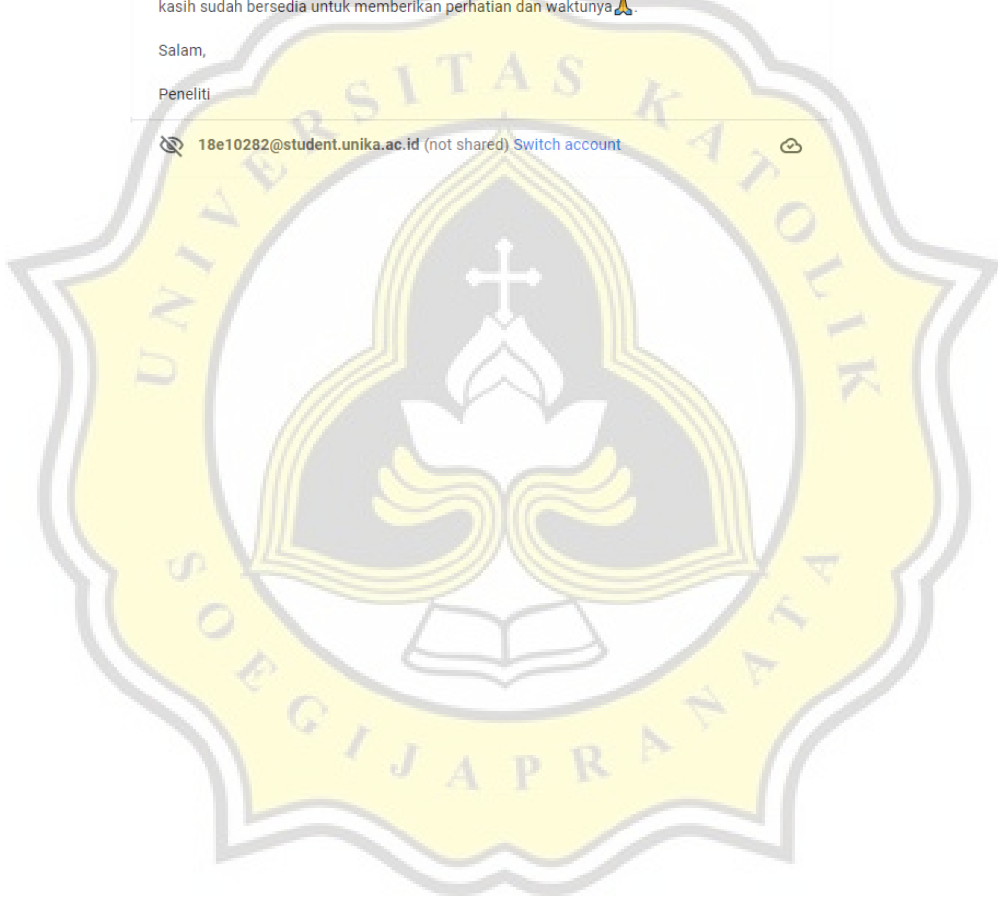 kasih sudah bersedia untuk memberikan perhatian dan waktunya🙏.
Salam,
Peneliti
18e10282@student.unika.ac.id (not shared) Switch account
UNIVERSITAS KATOLIK
SOEGIJAPRANATA